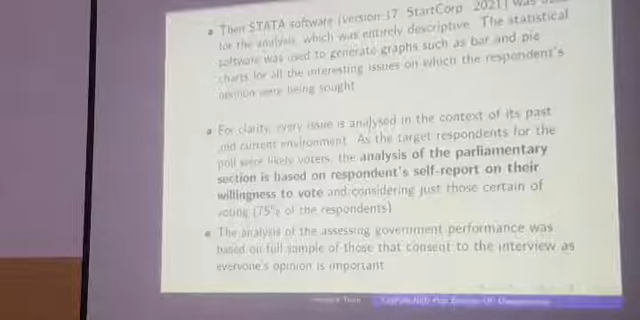 Then STATA software (version 17 StartCorp 2021) was
for the analysis, which was entirely descriptive. The statistical
software was used to generate graphs such as bar and pie
charts for all the interesting issues on which the respondent's
opinion were being sought
For clarity, every issue is analysed in the context of its past
and current environment. As the target respondents for the
poll were likely voters, the analysis of the parliamentary
section is based on respondent's self-report on their
willingness to vote and considering just those certain of
voting (75% of the respondents)
The analysis of the assessing government performance was
based on full sample of those that consent to the interview as
everyone's opinion is important
Team